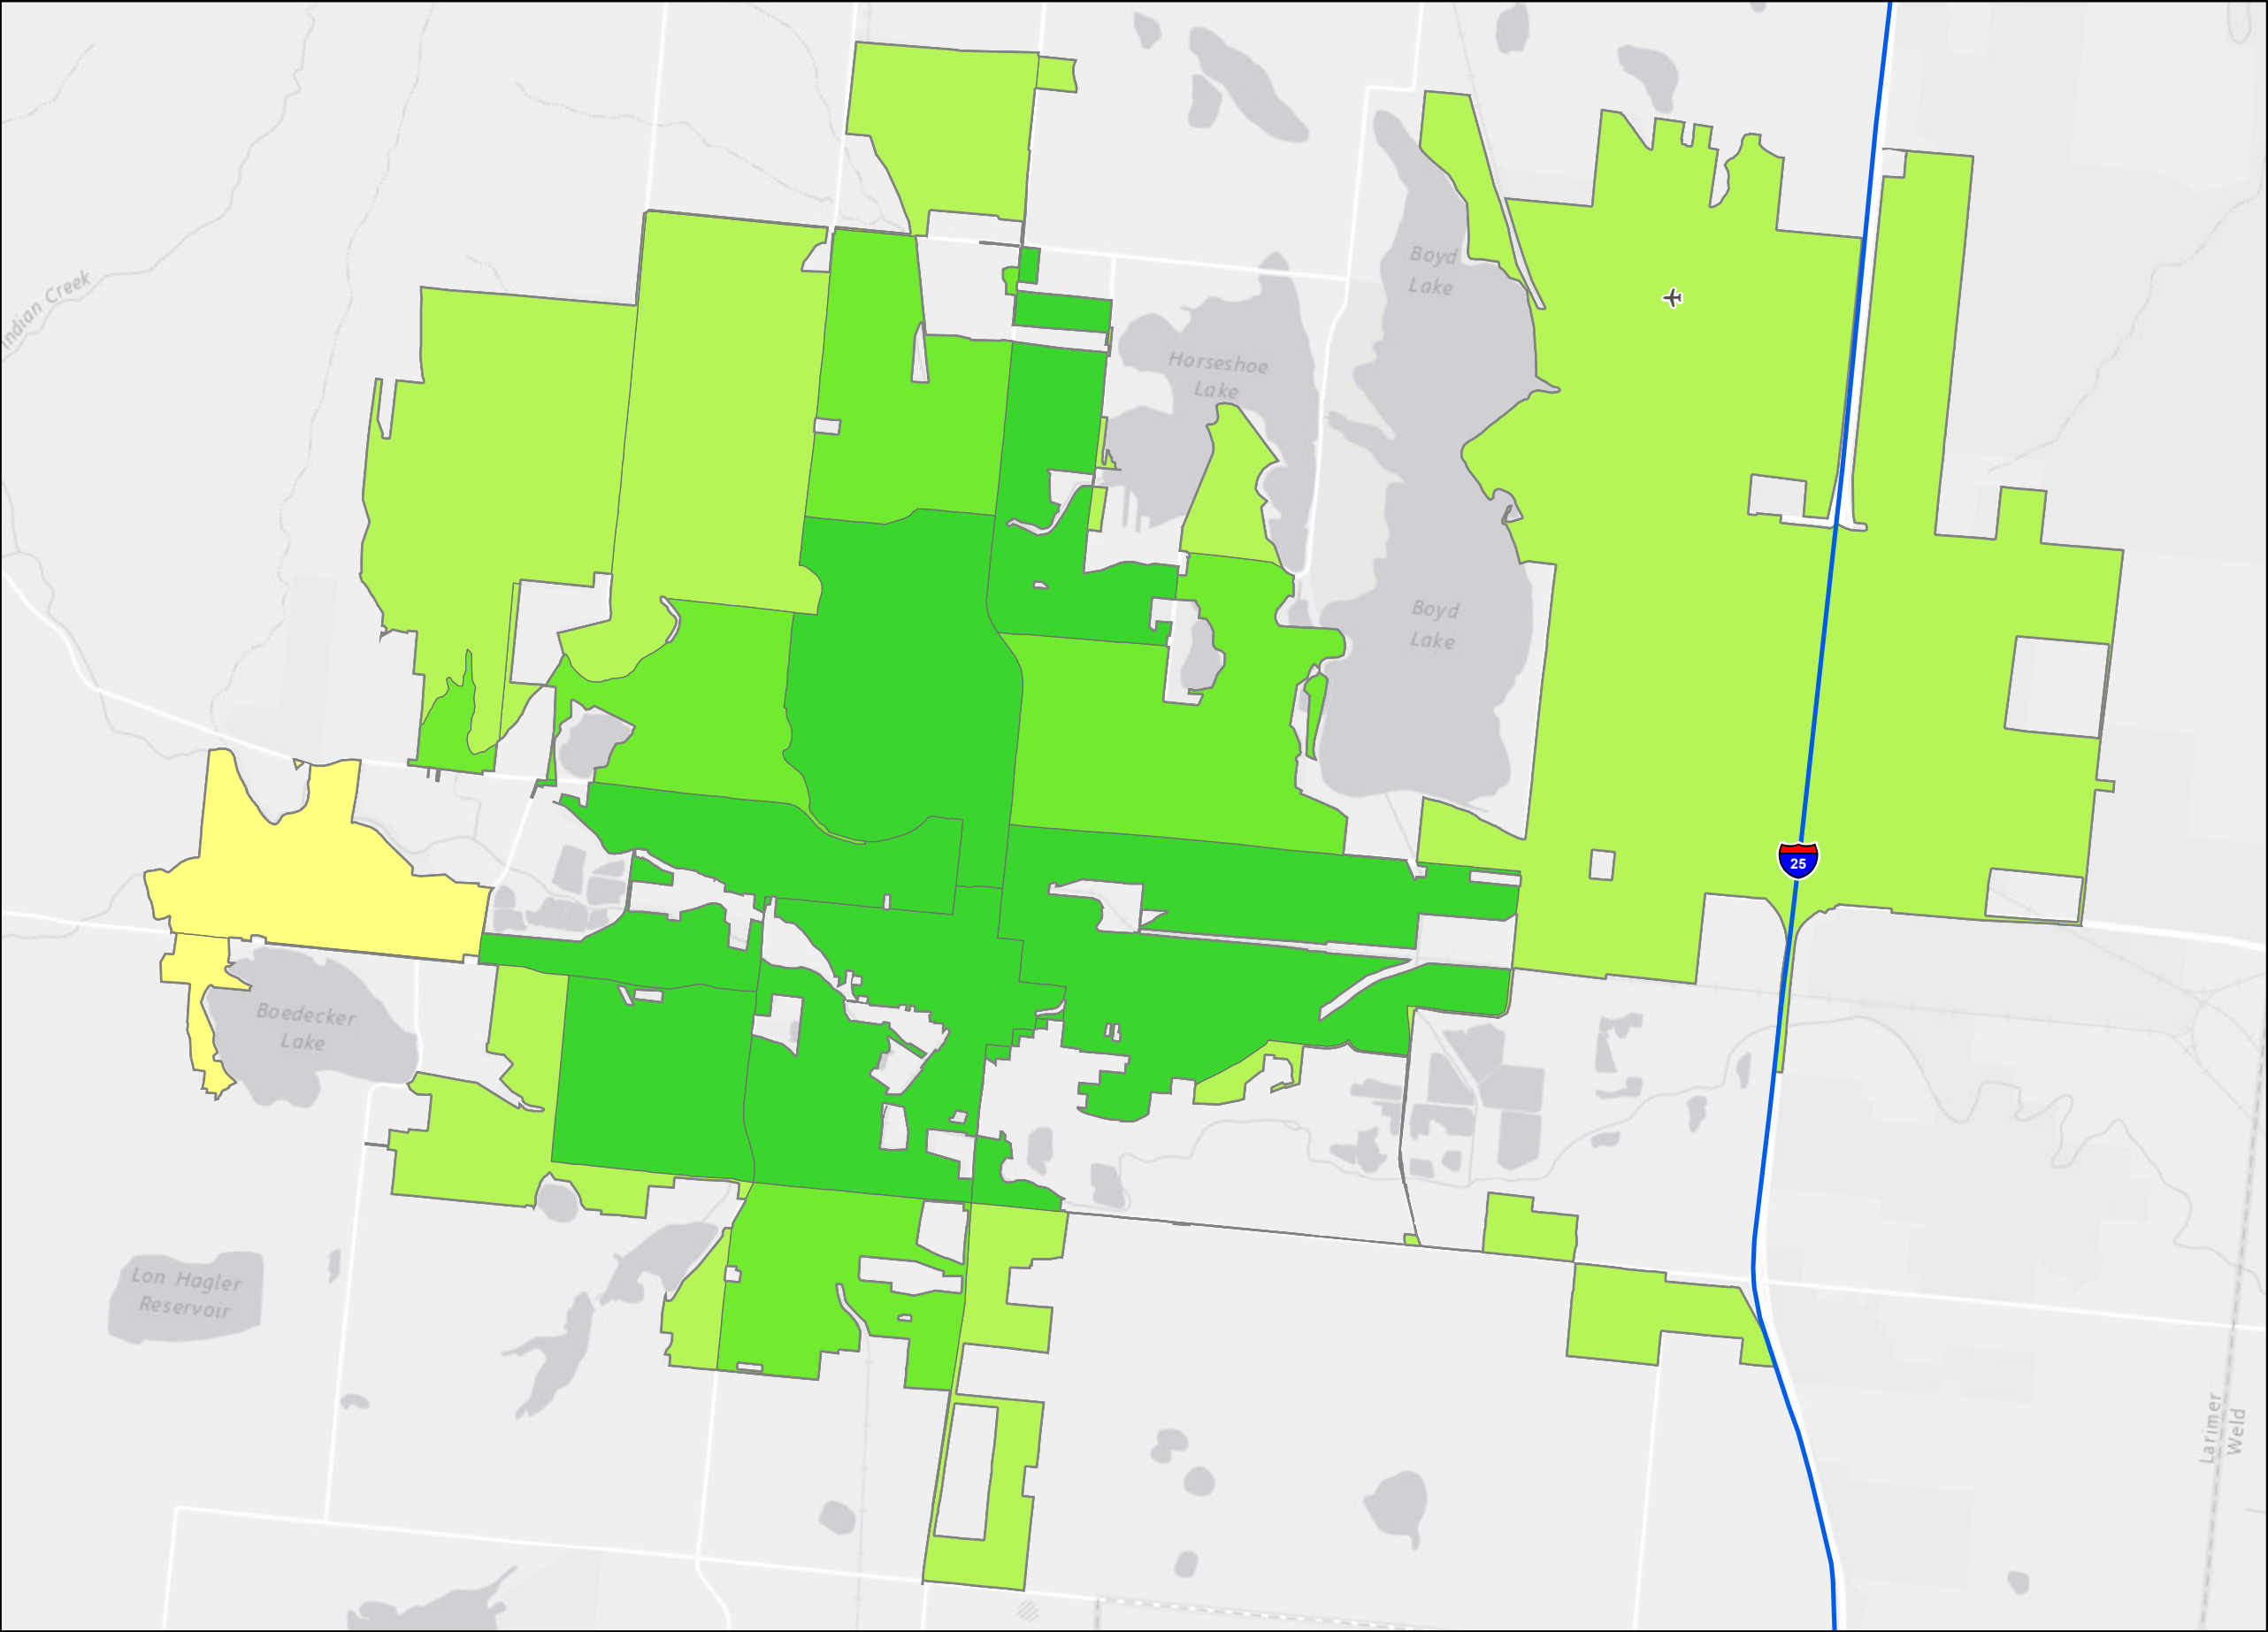 Indian Creek
Boyd
Lake
Horseshoe
Lake
Boyd
Lake
25
Boedecker
Lake
Lon Hagler
Reservoir
Larimer
Weld